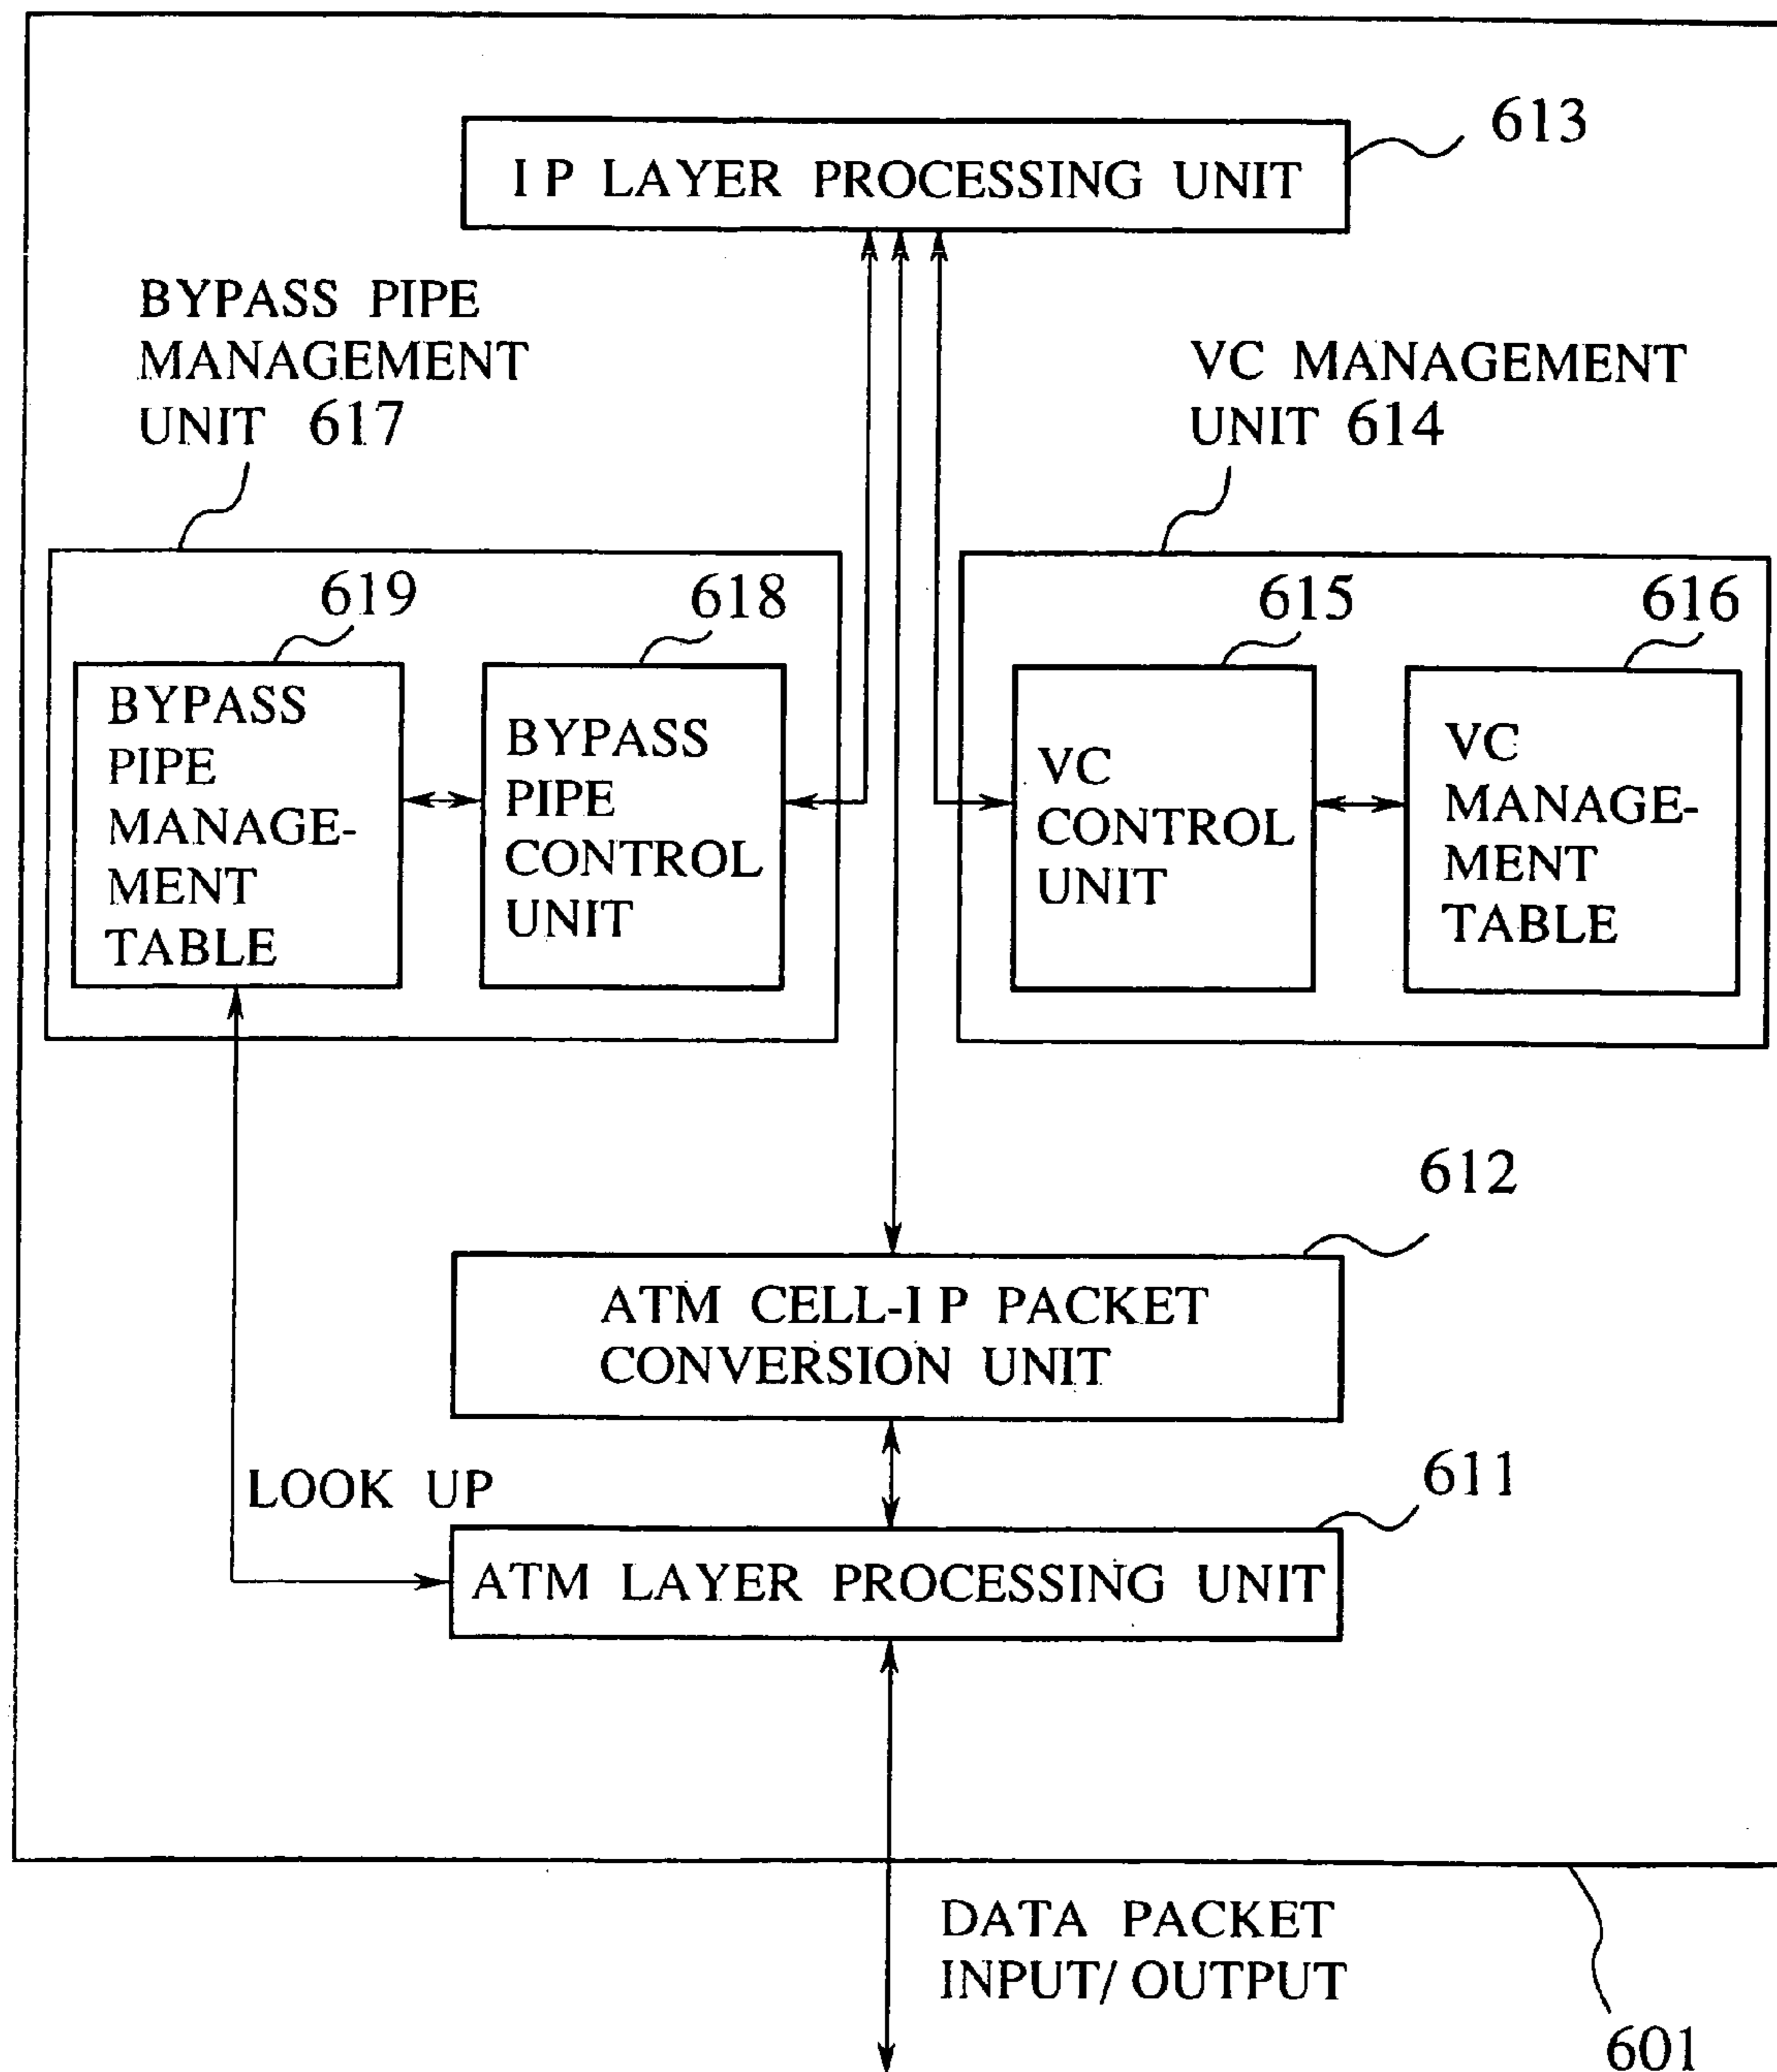 613
IP LAYER PROCESSING UNIT
BYPASS PIPE
MANAGEMENT
UNIT 617
VC MANAGEMENT
UNIT 614
619
618
615
616
BYPASS
PIPE
MANAGE-
MENT
TABLE
BYPASS
PIPE
CONTROL
UNIT
VC
CONTROL
UNIT
VC
MANAGE-
MENT
TABLE
612
ATM CELL-IP PACKET
CONVERSION UNIT
LOOK UP
611
ATM LAYER PROCESSING UNIT
DATA PACKET
INPUT/OUTPUT
601